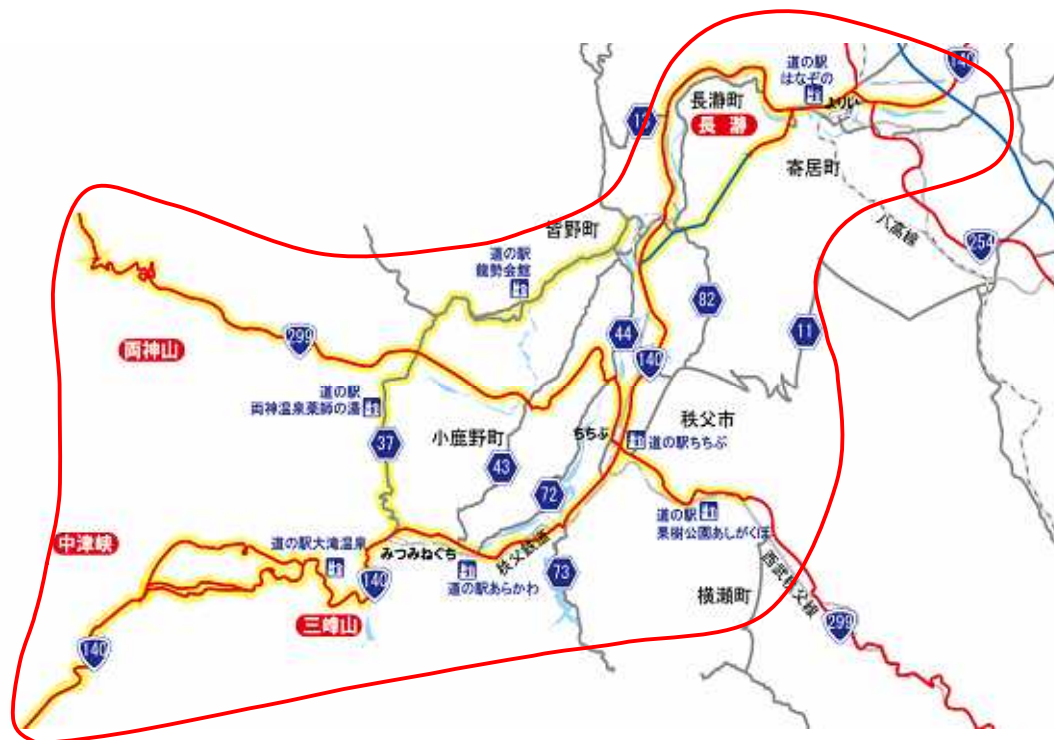 道の駅
はなぞの
140
長瀞町
長 瀞
よりい
13
寄居町
八高線
254
皆野町
道の駅
龍勢会館
82
44
11
299
140
両神山
道の駅
両神温泉薬師の湯
秩父市
ちちぶ
道の駅ちちぶ
小鹿野町
37
43
72
道の駅
果樹公園あしがくぼ
中津峡
道の駅大滝温泉
みつみねぐち
秩父鉄道
西武秩父線
140
道の駅あらかわ
73
横瀬町
三峰山
299
140